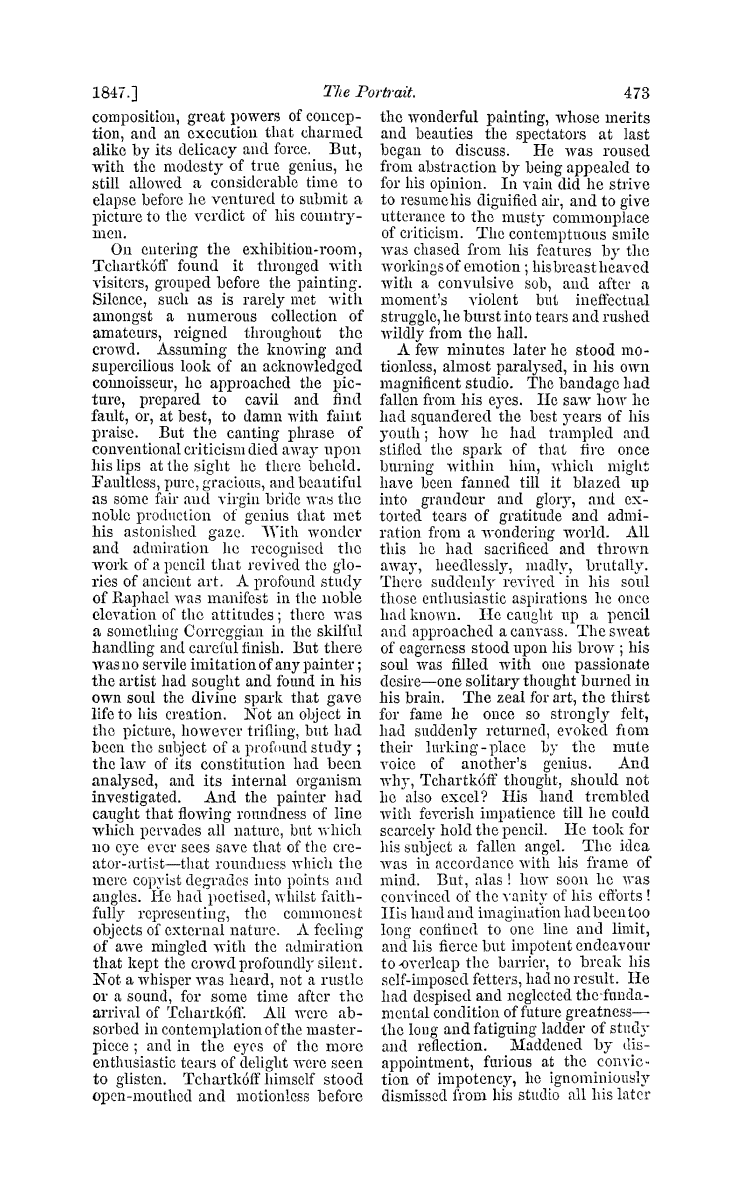 1847.] The Portrait. 473
composition, great powers of concep-
tion, and an execution that charmed
alike by its delicacy and force. But,
with the modesty of true genius, he
still allowed a considerable time to
elapse before he ventured to submit a
picture to the verdict of his country-
men.
On entering the exhibition-room,
Tchartkóff found it thronged with
visiters, grouped before the painting.
Silence, such as is rarely met with
amongst a numerous collection of
amateurs, reigned throughout the
crowd. Assuming the knowing and
supercilious look of an acknowledged
connoisseur, he approached the pic-
ture, prepared to cavil and find
fault, or, at best, to damn with faint
praise. But the canting phrase of
conventional criticism died away upon
his lips at the sight he there beheld.
Faultless, pure, gracious, and beautiful
as some fair and virgin bride was the
noble production of genius that met
his astonished gaze. With wonder
and admiration he recognised the
work of a pencil that revived the glo-
ries of ancient art. A profound study
of Raphael was manifest in the noble
elevation of the attitudes; there was
a something Correggian in the skilful
handling and careful finish. But there
was no servile imitation of any painter;
the artist had sought and found in his
own soul the divine spark that gave
life to his creation. Not an object in
the picture, however trifling, but had
been the subject of a profound study;
the law of its constitution had been
analysed, and its internal organism
investigated. And the painter had
caught that flowing roundness of line
which pervades all nature, but which
no eye ever sees save that of the cre-
ator-artist—that roundness which the
mere copyist degrades into points and
angles. He had poetised, whilst faith-
fully representing, the commonest
objects of external nature. A feeling
of awe mingled with the admiration
that kept the crowd profoundly silent.
Not a whisper was heard, not a rustle
or a sound, for some time after the
arrival of Tchartkóff. All were ab-
sorbed in contemplation of the master-
piece; and in the eyes of the more
enthusiastic tears of delight were seen
to glisten. Tchartkóff himself stood
open-mouthed and motionless before
the wonderful painting, whose merits
and beauties the spectators at last
began to discuss. He was roused
from abstraction by being appealed to
for his opinion. In vain did he strive
to resume his dignified air, and to give
utterance to the musty commonplace
of criticism. The contemptuous smile
was chased from his features by the
workings of emotion; his breast heaved
with a convulsive sob, and after a
moment's violent but ineffectual
struggle, he burst into tears and rushed
wildly from the hall.
A few minutes later he stood mo-
tionless, almost paralysed, in his own
magnificent studio. The bandage had
fallen from his eyes. He saw how he
had squandered the best years of his
youth; how he had trampled and
stifled the spark of that fire once
burning within him, which might
have been fanned till it blazed up
into grandeur and glory, and ex-
torted tears of gratitude and admi-
ration from a wondering world. All
this he had sacrificed and thrown
away, heedlessly, madly, brutally.
There suddenly revived in his soul
those enthusiastic aspirations he once
had known. He caught up a pencil
and approached a canvass. The sweat
of eagerness stood upon his brow; his
soul was filled with one passionate
desire—one solitary thought burned in
his brain. The zeal for art, the thirst
for fame he once so strongly felt,
had suddenly returned, evoked from
their lurking-place by the mute
voice of another's genius. And
why, Tchartkóff thought, should not
he also excel? His hand trembled
with feverish impatience till he could
scarcely hold the pencil. He took for
his subject a fallen angel. The idea
was in accordance with his frame of
mind. But, alas! how soon he was
convinced of the vanity of his efforts!
His hand and imagination had been too
long confined to one line and limit,
and his fierce but impotent endeavour
to overleap the barrier, to break his
self-imposed fetters, had no result. He
had despised and neglected the funda-
mental condition of future greatness—
the long and fatiguing ladder of study
and reflection. Maddened by dis-
appointment, furious at the convic-
tion of impotency, he ignominiously
dismissed from his studio all his later